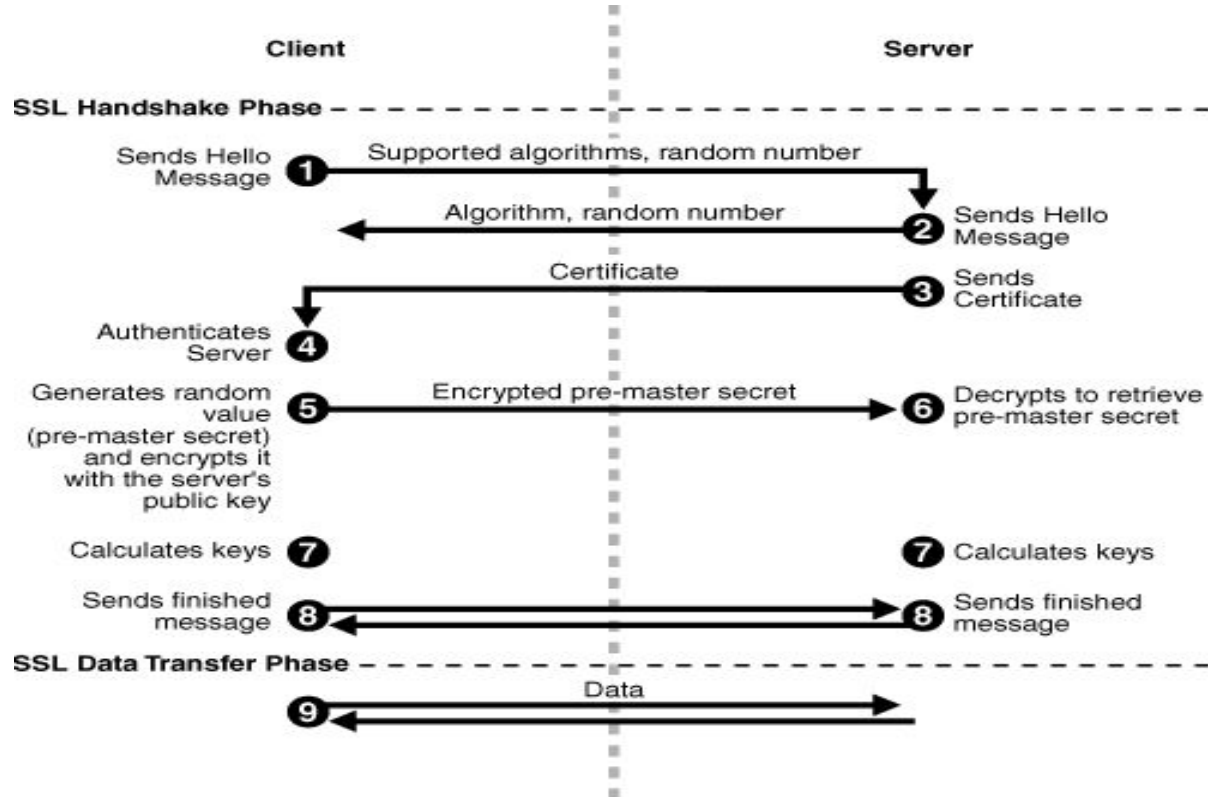 Client
Server
SSL Handshake Phase
Sends Hello
Message
1
Supported algorithms, random number
Algorithm, random number
2
Sends Hello
Message
Certificate
3
Sends
Certificate
Authenticates
Server
4
Generates random
value
(pre-master secret)
and encrypts it
with the server's
public key
5
Encrypted pre-master secret
6
Decrypts to retrieve
pre-master secret
Calculates keys
7
7
Calculates keys
Sends finished
message
8
8
Sends finished
message
SSL Data Transfer Phase
Data
9